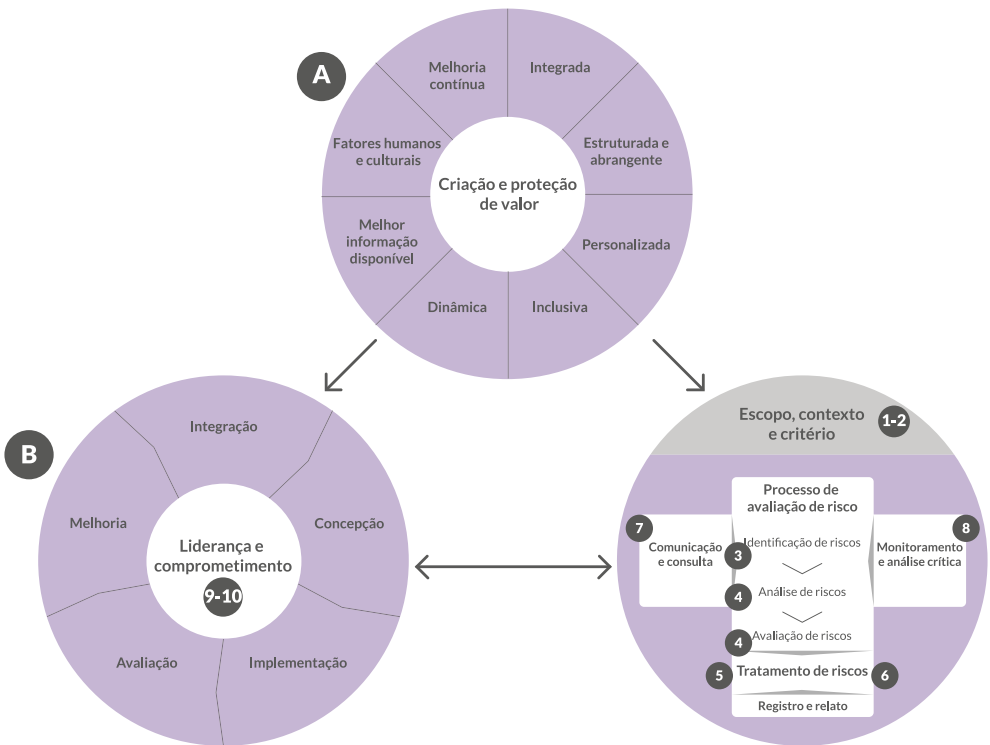 A
Melhoria
contínua
Integrada
Fatores humanos
e culturais
Estruturada e
abrangente
Criação e proteção
de valor
Melhor
informação
disponível
Personalizada
Dinâmica
Inclusiva
B
Integração
Melhoria
Concepção
Liderança e
comprometimento
9-10
Avaliação
Implementação
Escopo, contexto
e critério
1-2
Processo de
avaliação de risco
7
Comunicação
e consulta
Identificação de riscos
3
8
Monitoramento
e análise crítica
4
Análise de riscos
4
Avaliação de riscos
5
Tratamento de riscos
6
Registro e relato